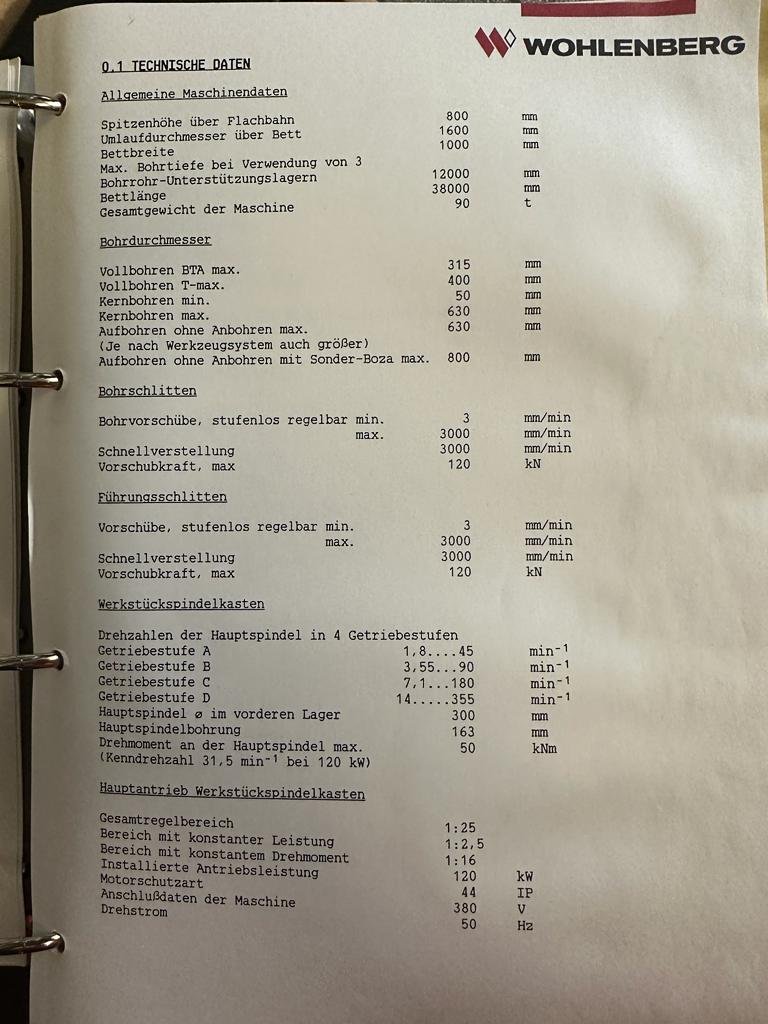 WOHLENBERG
0.1 TECHNISCHE DATEN
Allgemeine Maschinendaten
Spitzenhöhe über Flachbahn 800 mm
Umlaufdurchmesser über Bett 1600 mm
Bettbreite 1000 mm
Max. Bohrtiefe bei Verwendung von 3
Bohrrohr-Unterstützungslagern 12000 mm
Bettlänge 38000 mm
Gesamtgewicht der Maschine 90 t
Bohrdurchmesser
Vollbohren BTA max. 315 mm
Vollbohren T-max. 400 mm
Kernbohren min. 50 mm
Kernbohren max. 630 mm
Aufbohren ohne Anbohren max. 630 mm
(Je nach Werkzeugsystem auch größer)
Aufbohren ohne Anbohren mit Sonder-Boza max. 800 mm
Bohrschlitten
Bohrvorschübe, stufenlos regelbar min. 3 mm/min
max. 3000 mm/min
Schnellverstellung 3000 mm/min
Vorschubkraft, max 120 kN
Führungsschlitten
Vorschübe, stufenlos regelbar min. 3 mm/min
max. 3000 mm/min
Schnellverstellung 3000 mm/min
Vorschubkraft, max 120 kN
Werkstückspindelkasten
Drehzahlen der Hauptspindel in 4 Getriebestufen
Getriebestufe A 1,8....45 min⁻¹
Getriebestufe B 3,55...90 min⁻¹
Getriebestufe C 7,1...180 min⁻¹
Getriebestufe D 14.....355 min⁻¹
Hauptspindel ø im vorderen Lager 300 mm
Hauptspindelbohrung 163 mm
Drehmoment an der Hauptspindel max. 50 kNm
(Kenndrehzahl 31,5 min⁻¹ bei 120 kW)
Hauptantrieb Werkstückspindelkasten
Gesamtregelbereich 1:25
Bereich mit konstanter Leistung 1:2,5
Bereich mit konstantem Drehmoment 1:16
Installierte Antriebsleistung 120 kW
Motorschutzart 44 IP
Anschlußdaten der Maschine 380 V
Drehstrom 50 Hz